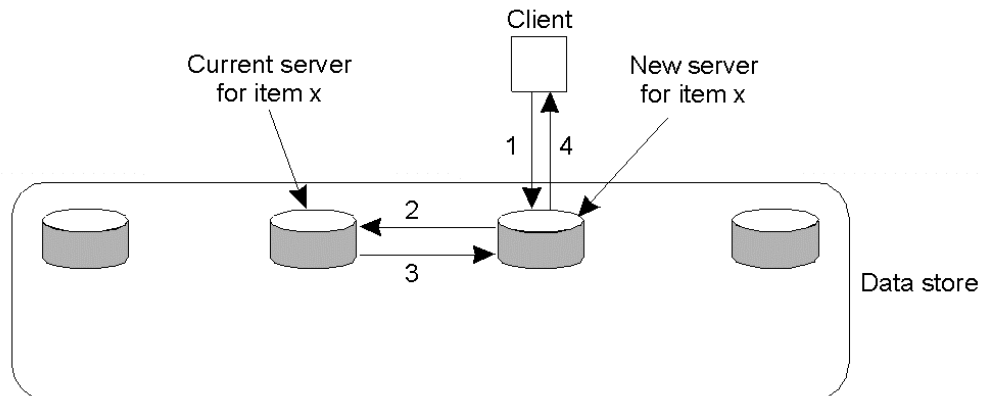 Client
Current server
for item x
New server
for item x
1
4
2
3
Data store